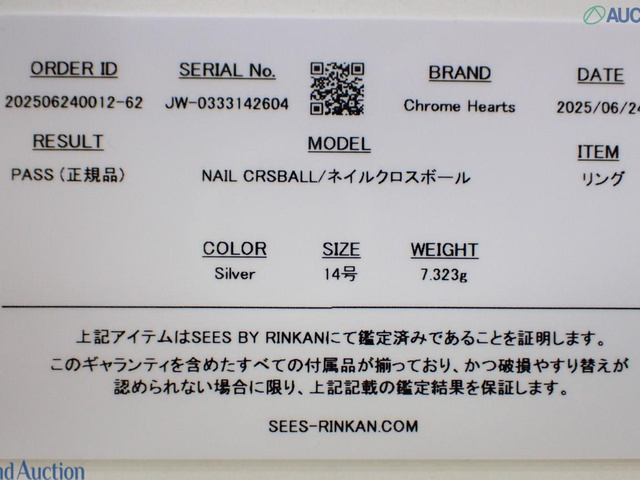 AUC
ORDER ID
SERIAL No.
BRAND
DATE
202506240012-62
JW-0333142604
Chrome Hearts
2025/06/24
RESULT
MODEL
ITEM
PASS (正規品)
NAIL CRSBALL/ネイルクロスボール
リング
COLOR
SIZE
WEIGHT
Silver
14号
7.323g
上記アイテムはSEES BY RINKANにて鑑定済みであることを証明します。
このギャランティを含めたすべての付属品が揃っており、かつ破損やすり替えが
認められない場合に限り、上記記載の鑑定結果を保証します。
SEES-RINKAN.COM
nd Auction